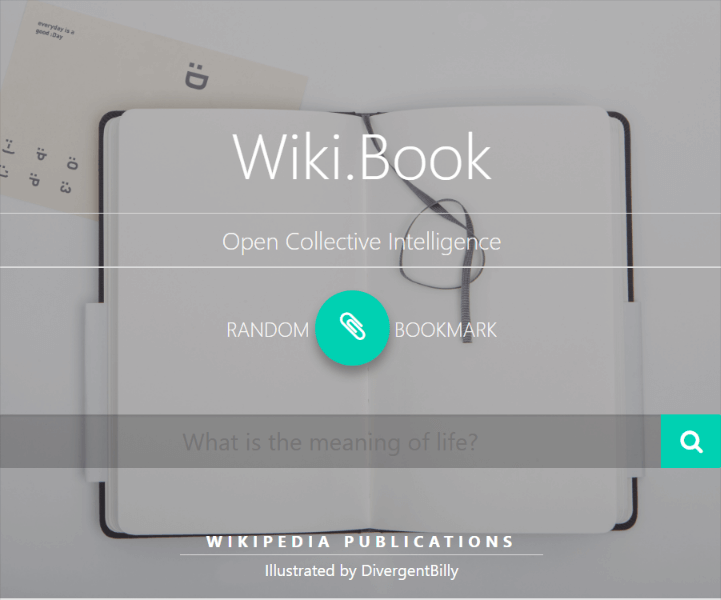 everyday is a
good :Day
:D
:-)
:P
:O
:'(
:P
:3
Wiki.Book
Open Collective Intelligence
RANDOM
BOOKMARK
What is the meaning of life?
WIKIPEDIA PUBLICATIONS
Illustrated by DivergentBilly